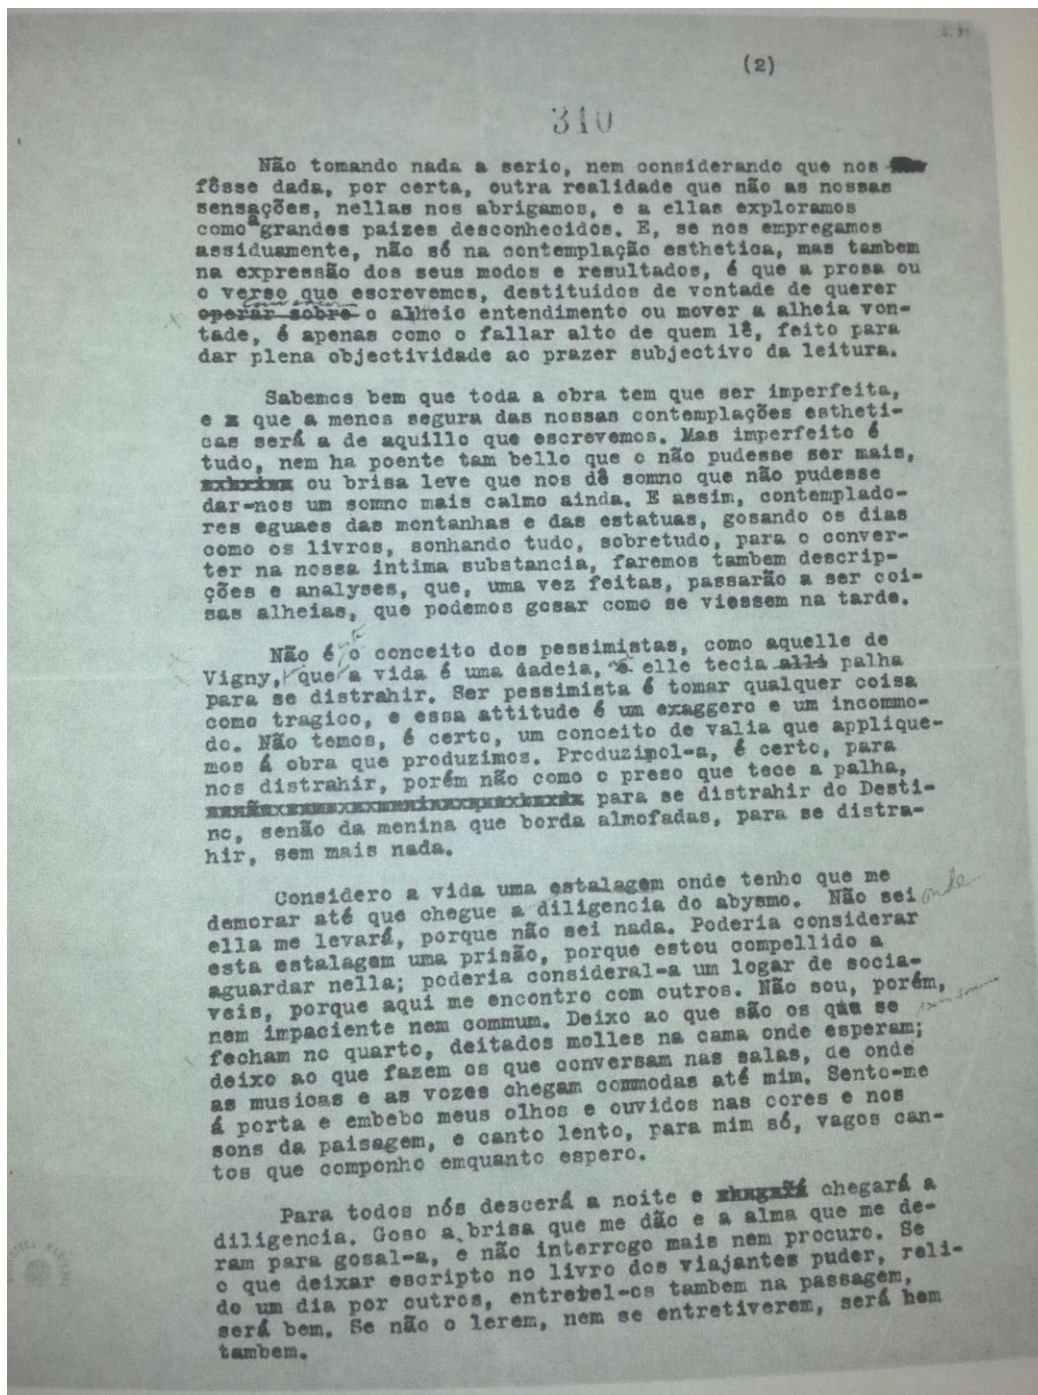 (2)
310
Não tomando nada a serio, nem considerando que nos
fôsse dada, por certa, outra realidade que não as nossas
sensações, nellas nos abrigamos, e a ellas exploramos
como a grandes paizes desconhecidos. E, se nos empregamos
assiduamente, não só na contemplação esthetica, mas tambem
na expressão dos seus modos e resultados, é que a prosa ou
o verso que escrevemos, destituidos de vontade de querer
operar sobre o alheio entendimento ou mover a alheia von-
tade, é apenas como o fallar alto de quem lê, feito para
dar plena objectividade ao prazer subjectivo da leitura.
Sabemos bem que toda a obra tem que ser imperfeita,
e x que a menos segura das nossas contemplações estheti-
cas será a de aquillo que escrevemos. Mas imperfeito é
tudo, nem ha poente tam bello que o não pudesse ser mais,
ou brisa leve que nos dê somno que não pudesse
dar-nos um somno mais calmo ainda. E assim, contemplado-
res eguaes das montanhas e das estatuas, gosando os dias
como os livros, sonhando tudo, sobretudo, para o conver-
ter na nossa intima substancia, faremos tambem descrip-
ções e analyses, que, uma vez feitas, passarão a ser coi-
sas alheias, que podemos gosar como se viessem na tarde.
Não é o conceito dos pessimistas, como aquelle de
Vigny, que a vida é uma cadeia, e elle tecia alli palha
para se distrahir. Ser pessimista é tomar qualquer coisa
como tragico, e essa attitude é um exaggero e um incommo-
do. Não temos, é certo, um conceito de valia que applique-
mos á obra que produzimos. Produzimol-a, é certo, para
nos distrahir, porém não como o preso que tece a palha,
para se distrahir do Desti-
no, senão da menina que borda almofadas, para se distra-
hir, sem mais nada.
Considero a vida uma estalagem onde tenho que me
demorar até que chegue a diligencia do abysmo. Não sei onde
ella me levará, porque não sei nada. Poderia considerar
esta estalagem uma prisão, porque estou compellido a
aguardar nella; poderia consideral-a um logar de socia-
veis, porque aqui me encontro com outros. Não sou, porém,
nem impaciente nem commum. Deixo ao que são os que se
fecham no quarto, deitados molles na cama onde esperam;
deixo ao que fazem os que conversam nas salas, de onde
as musicas e as vozes chegam commodas até mim. Sento-me
á porta e embebo meus olhos e ouvidos nas cores e nos
sons da paisagem, e canto lento, para mim só, vagos can-
tos que componho emquanto espero.
Para todos nós descerá a noite e chegará a
diligencia. Goso a brisa que me dão e a alma que me de-
ram para gosal-a, e não interrogo mais nem procuro. Se
o que deixar escripto no livro dos viajantes puder, reli-
do um dia por outros, entretel-os tambem na passagem,
será bem. Se não o lerem, nem se entretiverem, será bem
tambem.